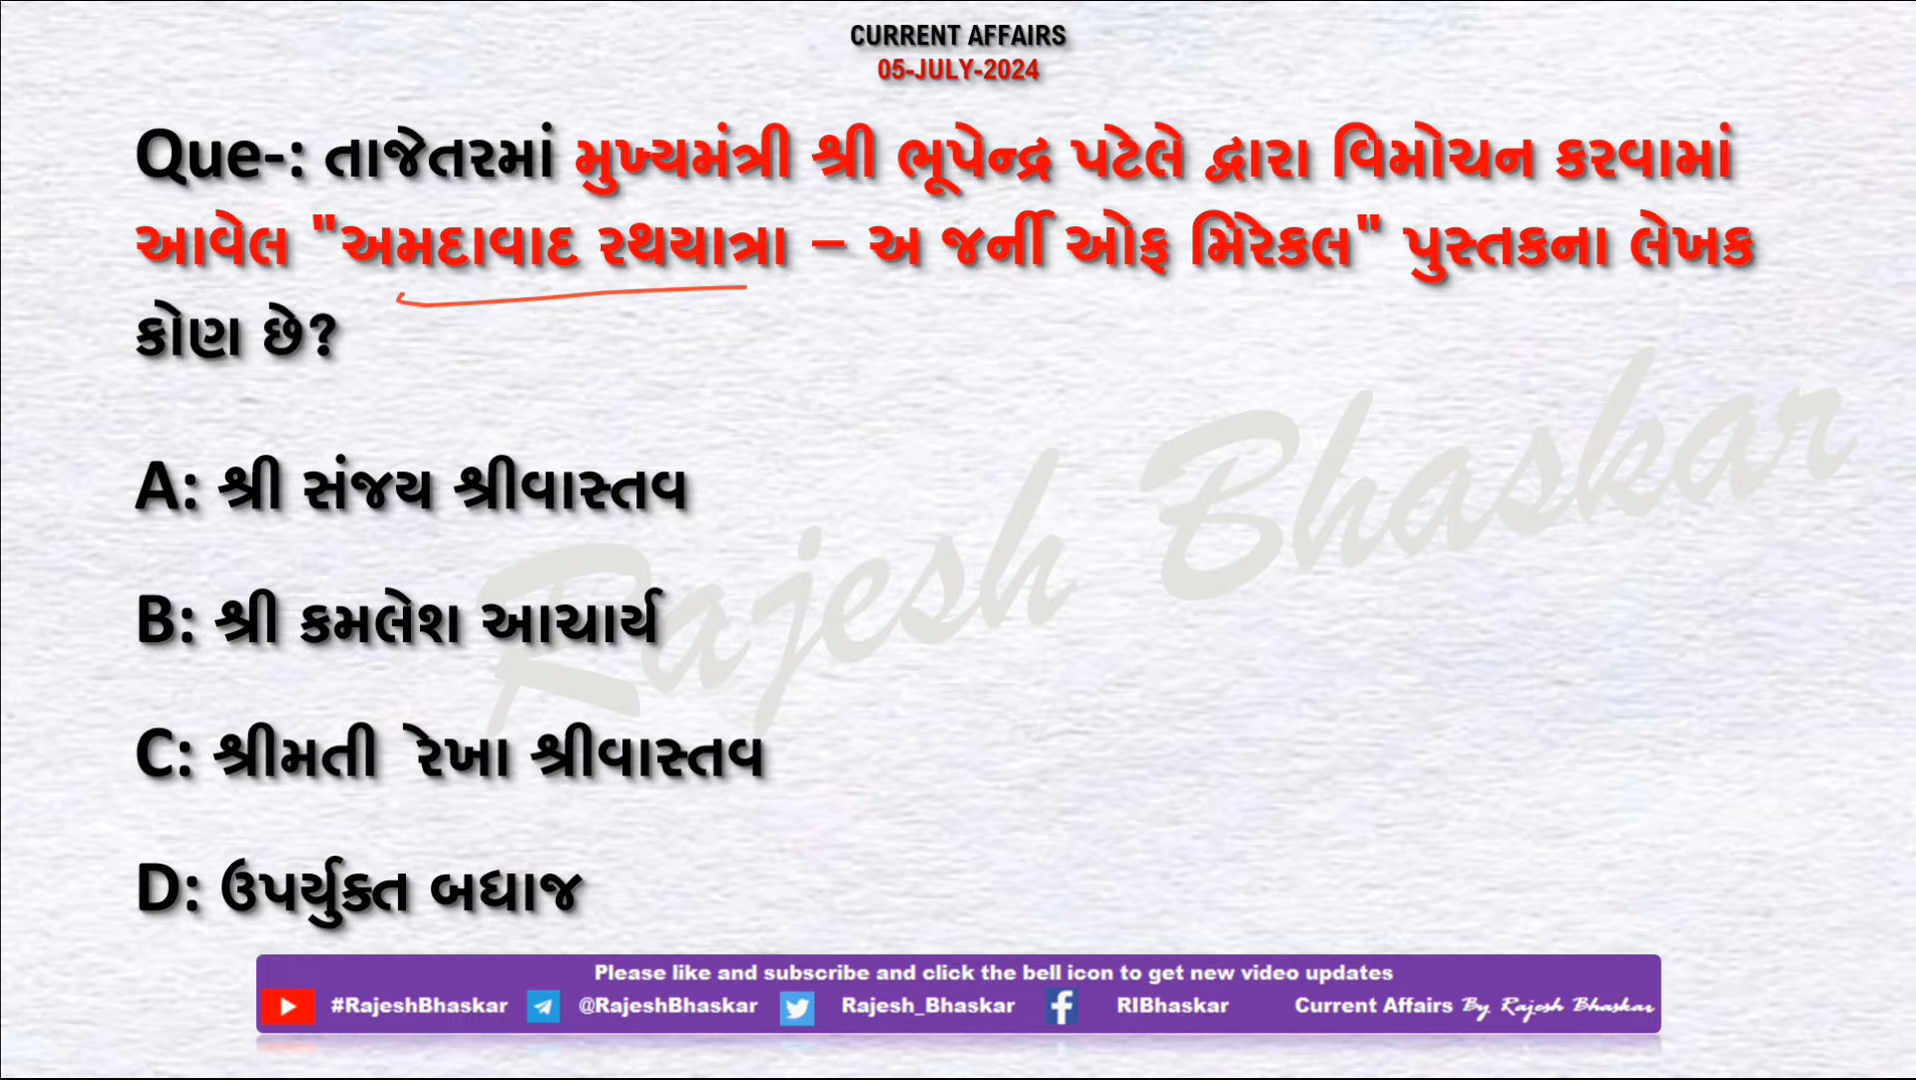 CURRENT AFFAIRS
05-JULY-2024
Que-: તાજેતરમાં મુખ્યમંત્રી શ્રી ભૂપેન્દ્ર પટેલે દ્વારા વિમોચન કરવામાં
આવેલ "અમદાવાદ રથયાત્રા – અ જર્ની ઓફ મિરેકલ" પુસ્તકના લેખક
કોણ છે?
A: શ્રી સંજય શ્રીવાસ્તવ
B: શ્રી કમલેશ આચાર્ય
C: શ્રીમતી રેખા શ્રીવાસ્તવ
D: ઉપર્યુક્ત બધાજ
Rajesh Bhaskar
Please like and subscribe and click the bell icon to get new video updates
#RajeshBhaskar @RajeshBhaskar Rajesh_Bhaskar RIBhaskar Current Affairs By Rajesh Bhaskar